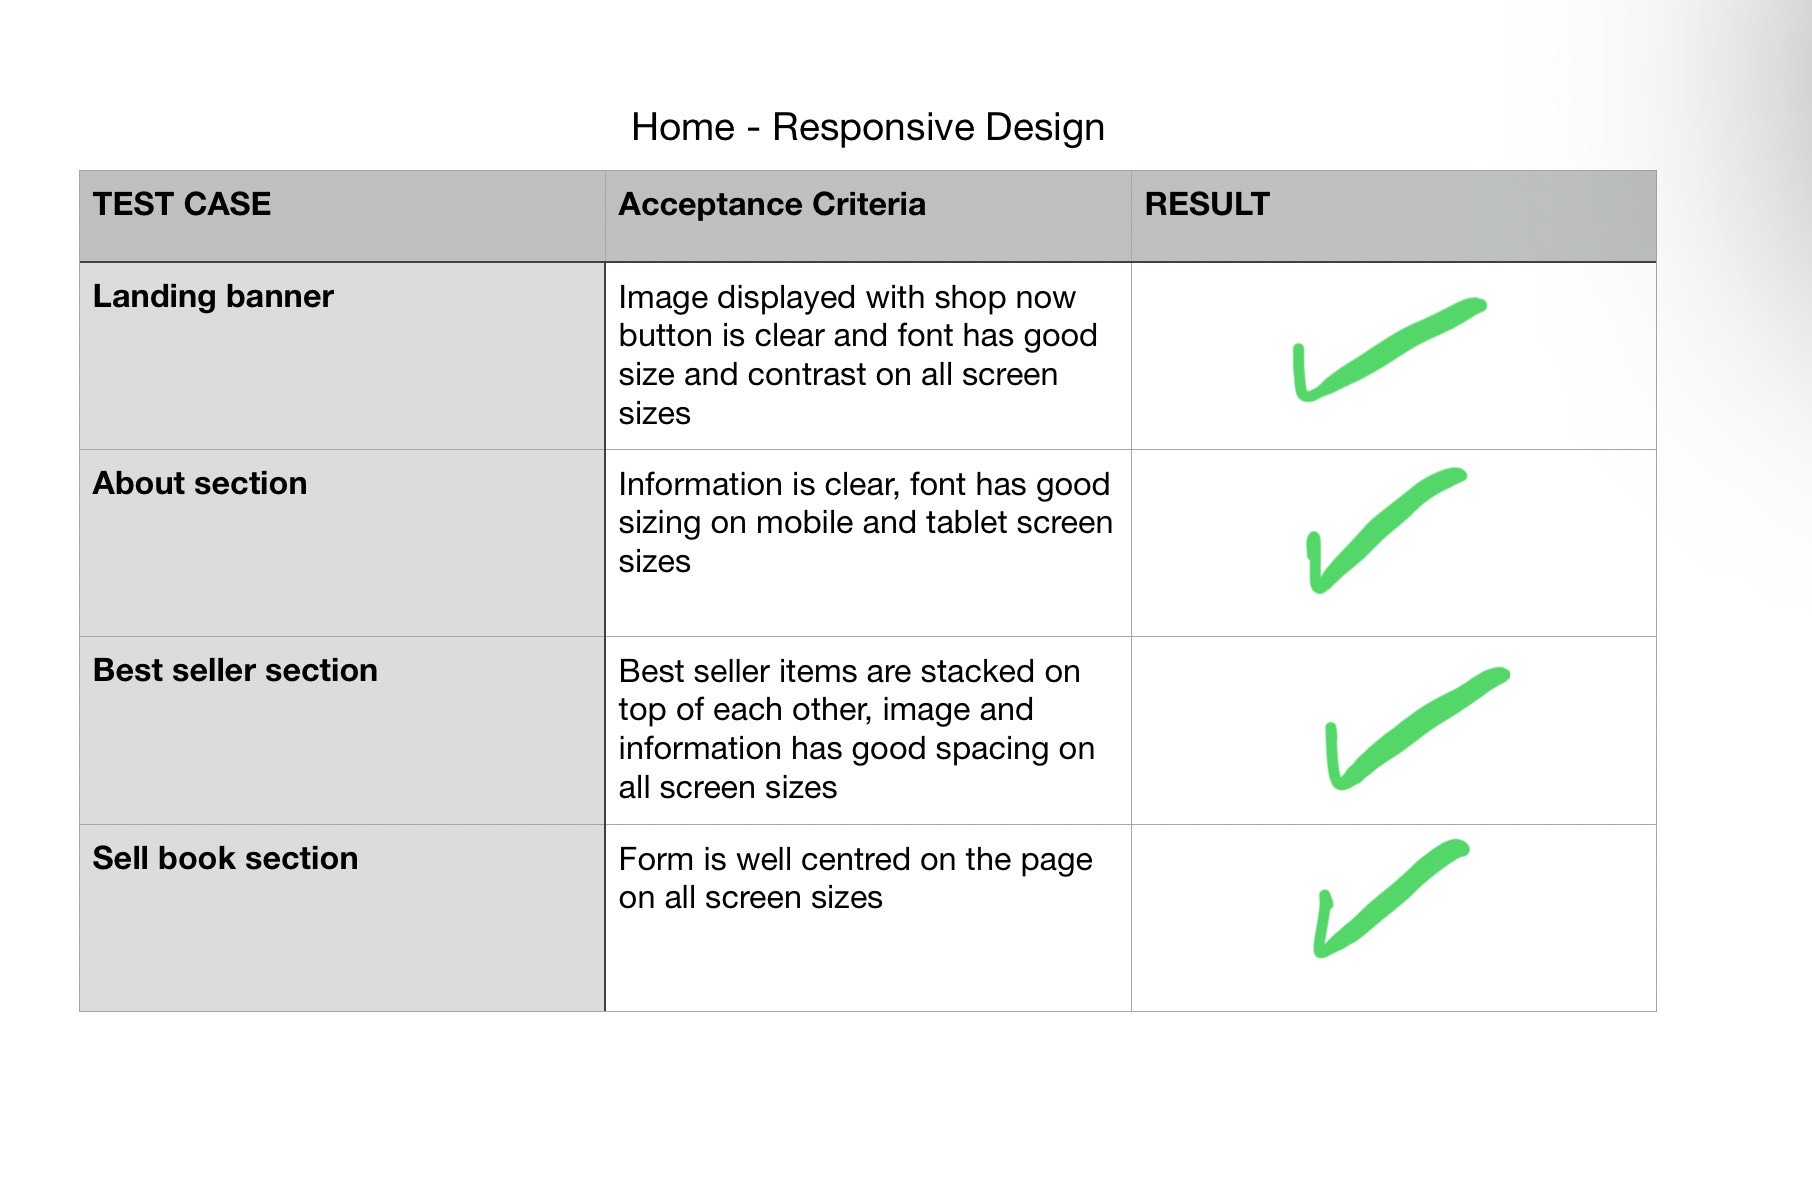 Home - Responsive Design
TEST CASE
Acceptance Criteria
RESULT
Landing banner
Image displayed with shop now
button is clear and font has good
size and contrast on all screen
sizes
About section
Information is clear, font has good
sizing on mobile and tablet screen
sizes
Best seller section
Best seller items are stacked on
top of each other, image and
information has good spacing on
all screen sizes
Sell book section
Form is well centred on the page
on all screen sizes